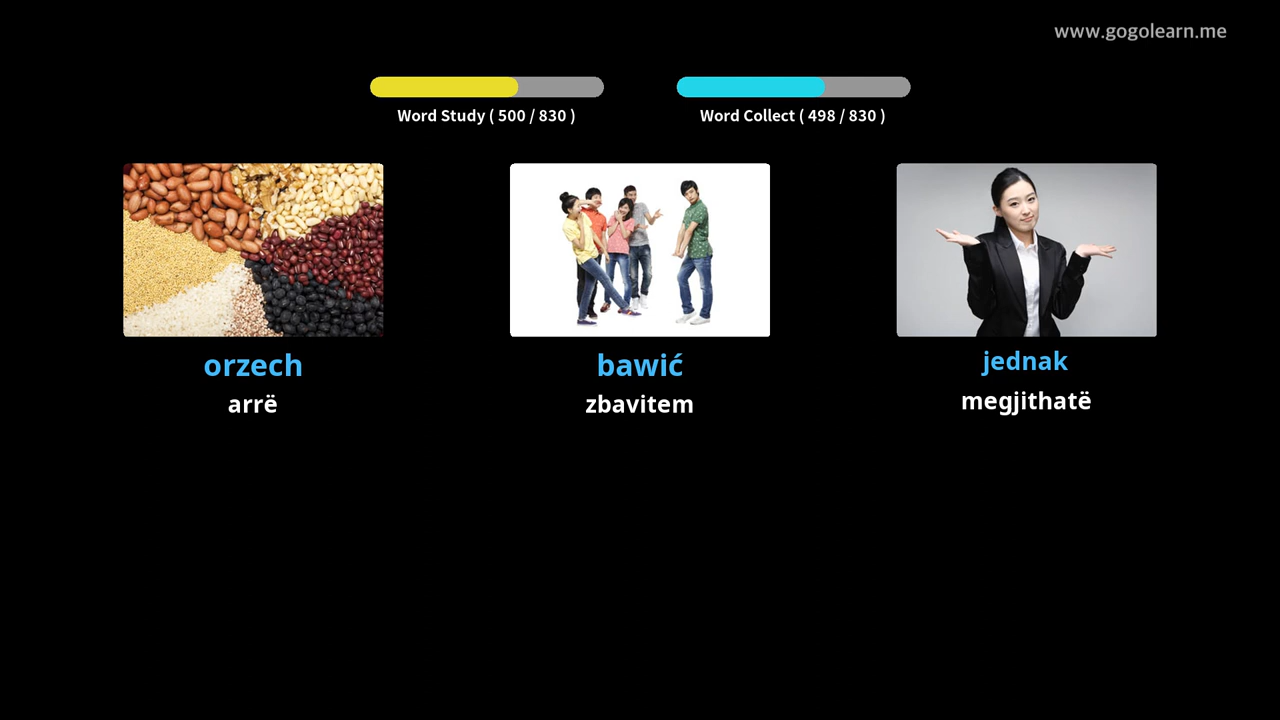 www.gogolearn.me
Word Study ( 500 / 830 )
Word Collect ( 498 / 830 )
orzech
arrë
bawić
zbavitem
jednak
megjithatë